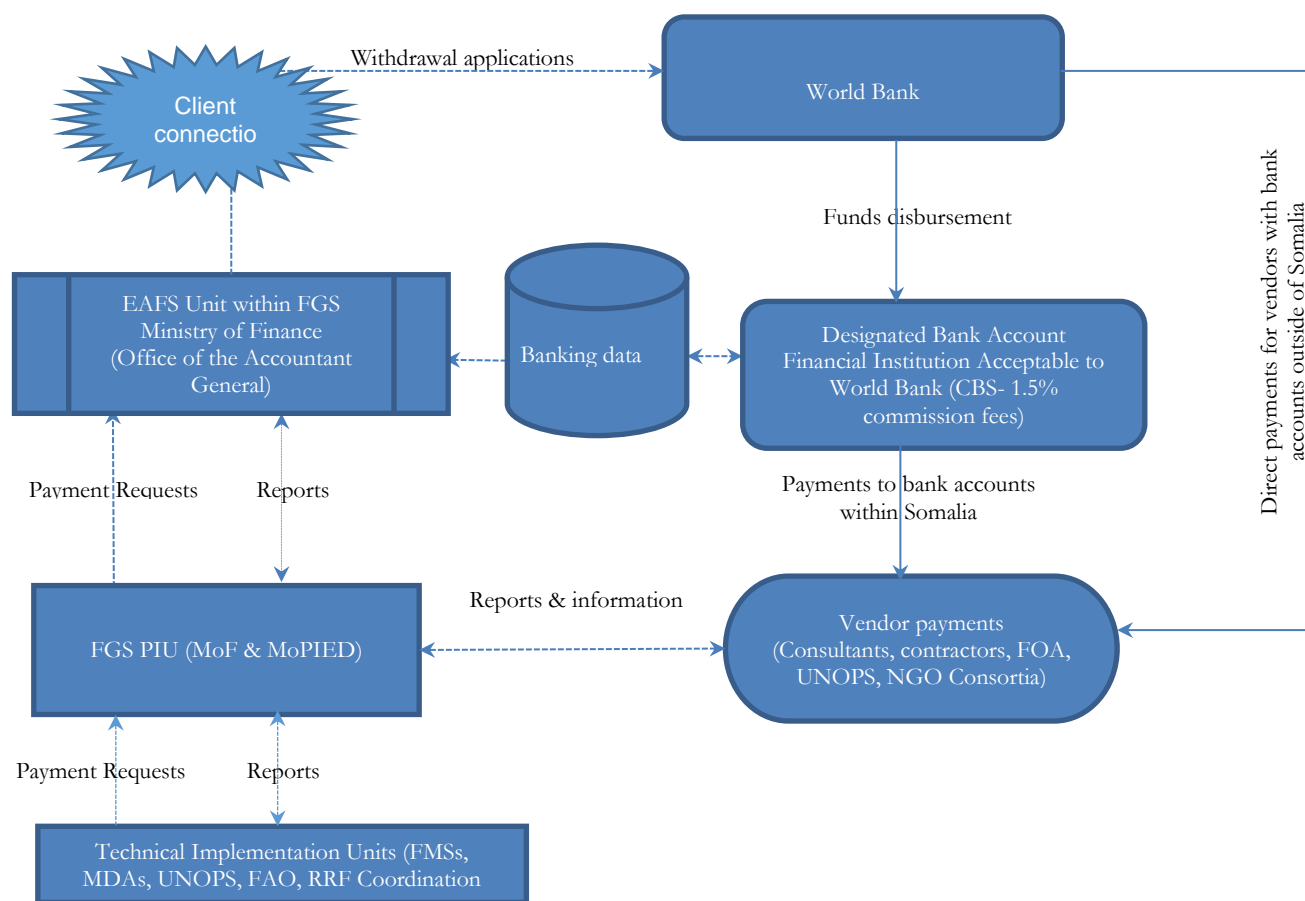 Withdrawal applications
Client
connectio
World Bank
Funds disbursement
Direct payments for vendors with bank
accounts outside of Somalia
EAFS Unit within FGS
Ministry of Finance
(Office of the Accountant
General)
Banking data
Designated Bank Account
Financial Institution Acceptable to
World Bank (CBS- 1.5%
commission fees)
Payment Requests
Reports
Payments to bank accounts
within Somalia
FGS PIU (MoF & MoPIED)
Reports & information
Vendor payments
(Consultants, contractors, FOA,
UNOPS, NGO Consortia)
Payment Requests
Reports
Technical Implementation Units (FMSs,
MDAs, UNOPS, FAO, RRF Coordination